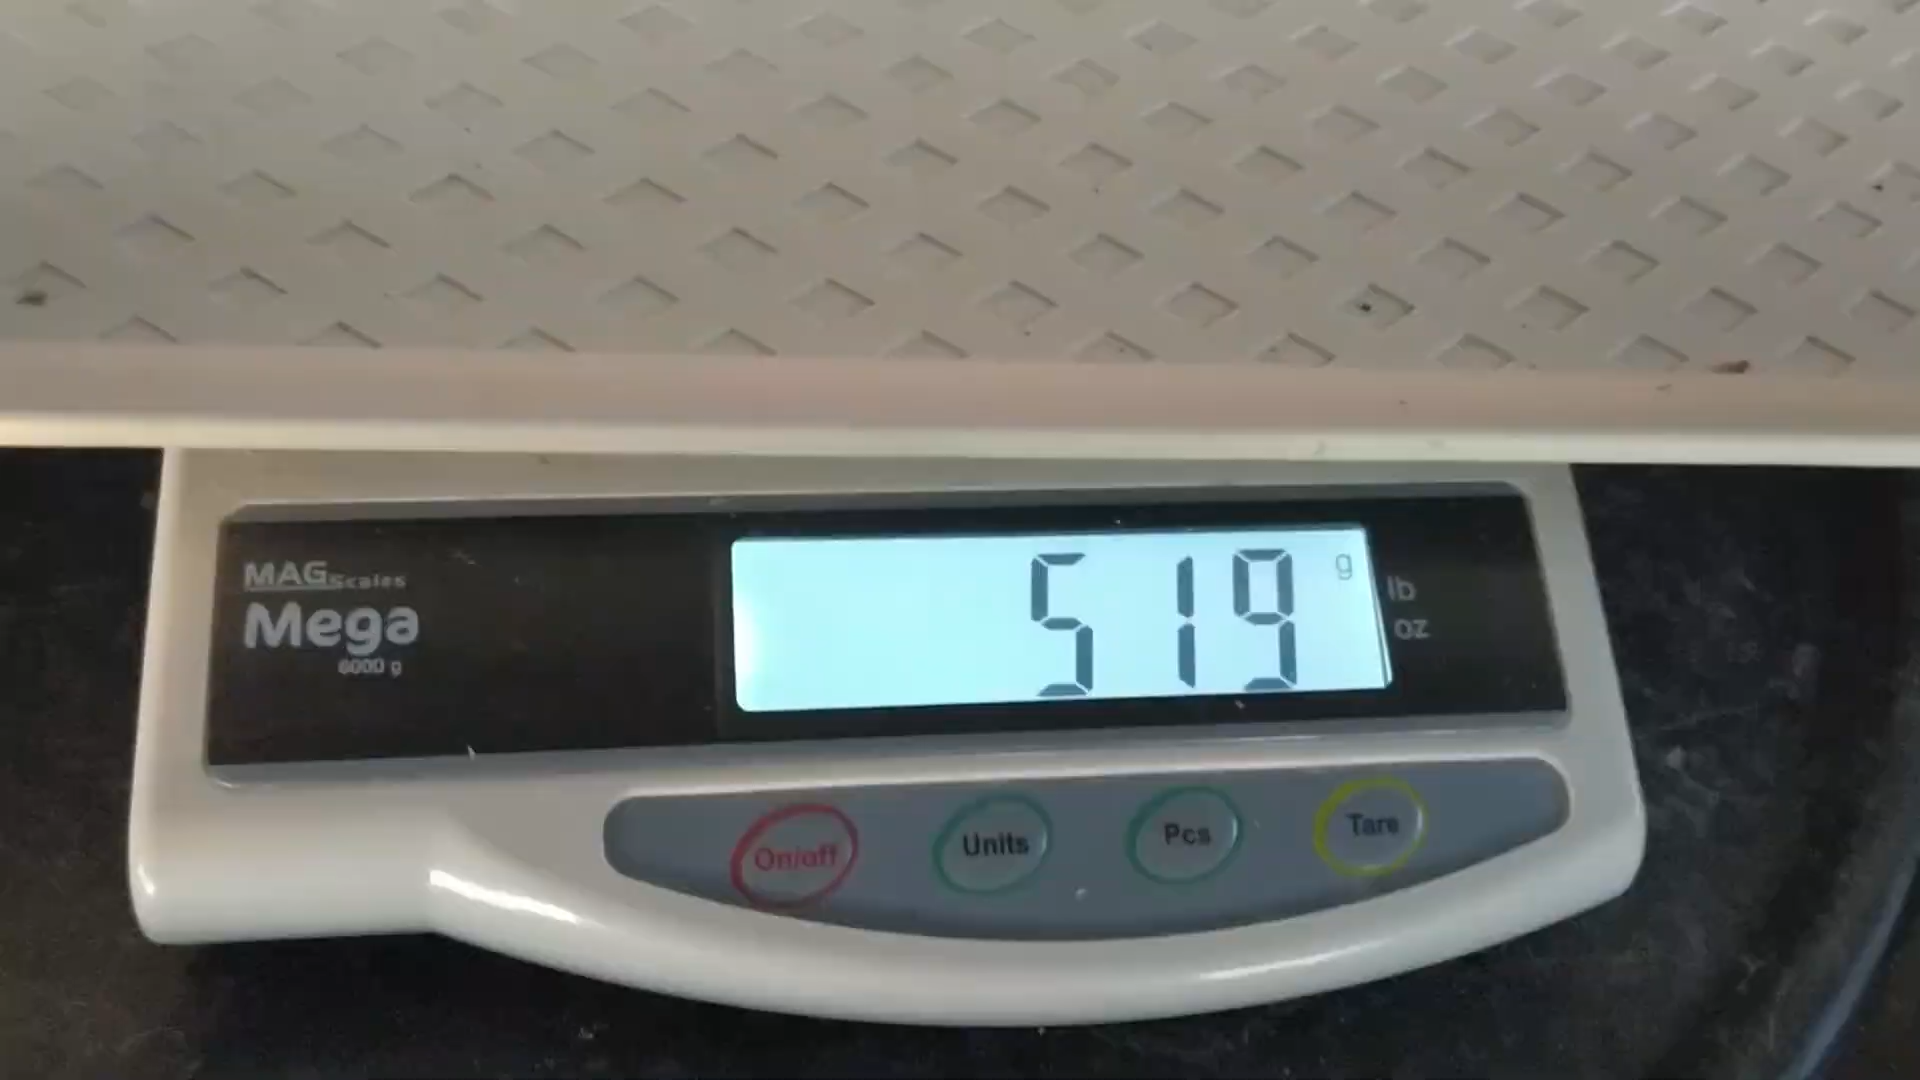 MAGScales
Mega
6000 g
519 g
lb
oz
On/off
Units
Pcs
Tare